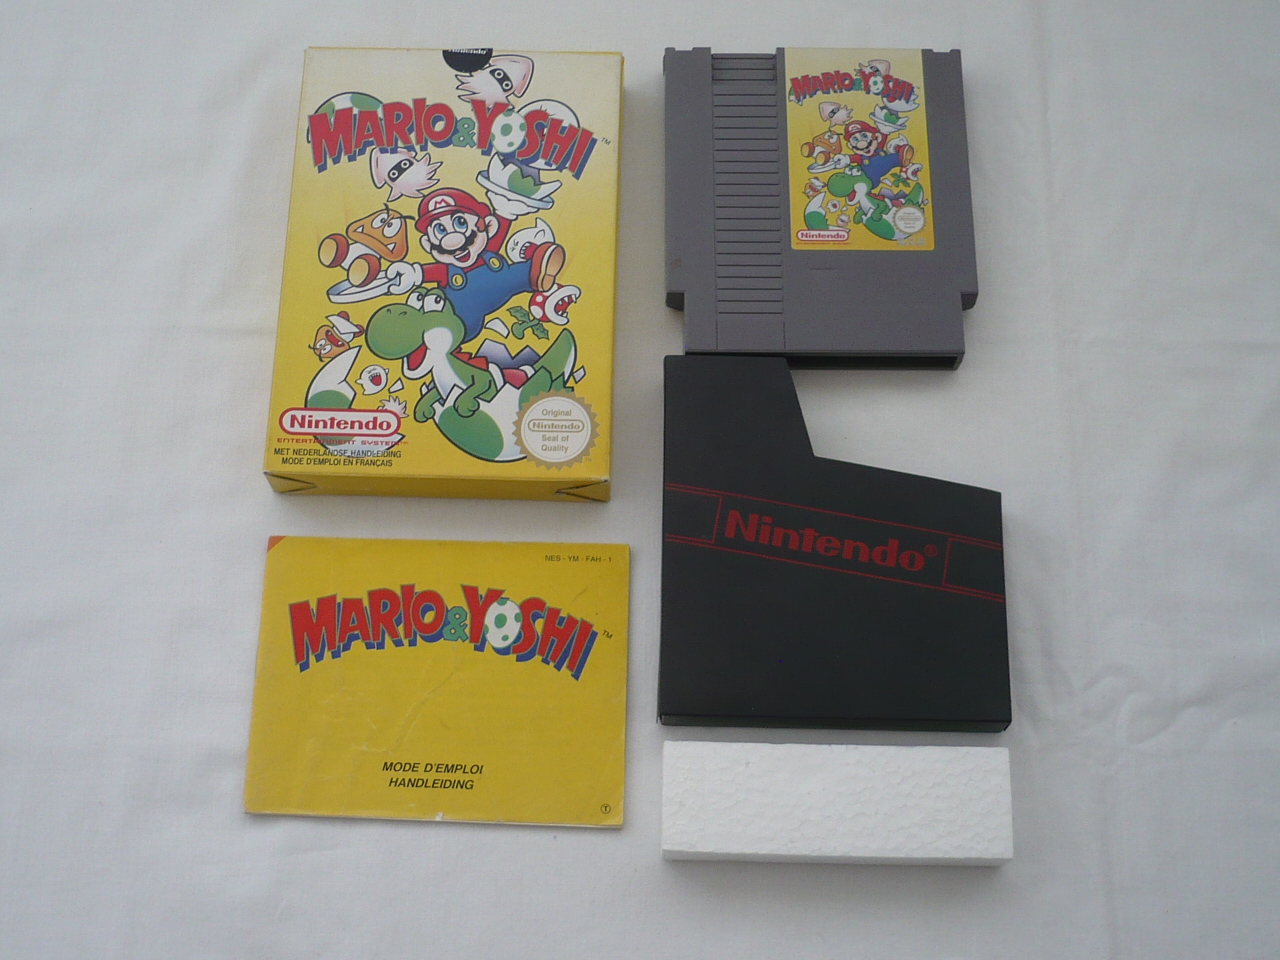 Nintendo
MARIO & YOSHI™
Nintendo
ENTERTAINMENT SYSTEM™
MET NEDERLANDSE HANDLEIDING
MODE D'EMPLOI EN FRANÇAIS
Original
Nintendo
Seal of
Quality
MARIO & YOSHI
Nintendo
NES - YM - FAH - 1
MARIO & YOSHI™
MODE D'EMPLOI
HANDLEIDING
T
Nintendo®